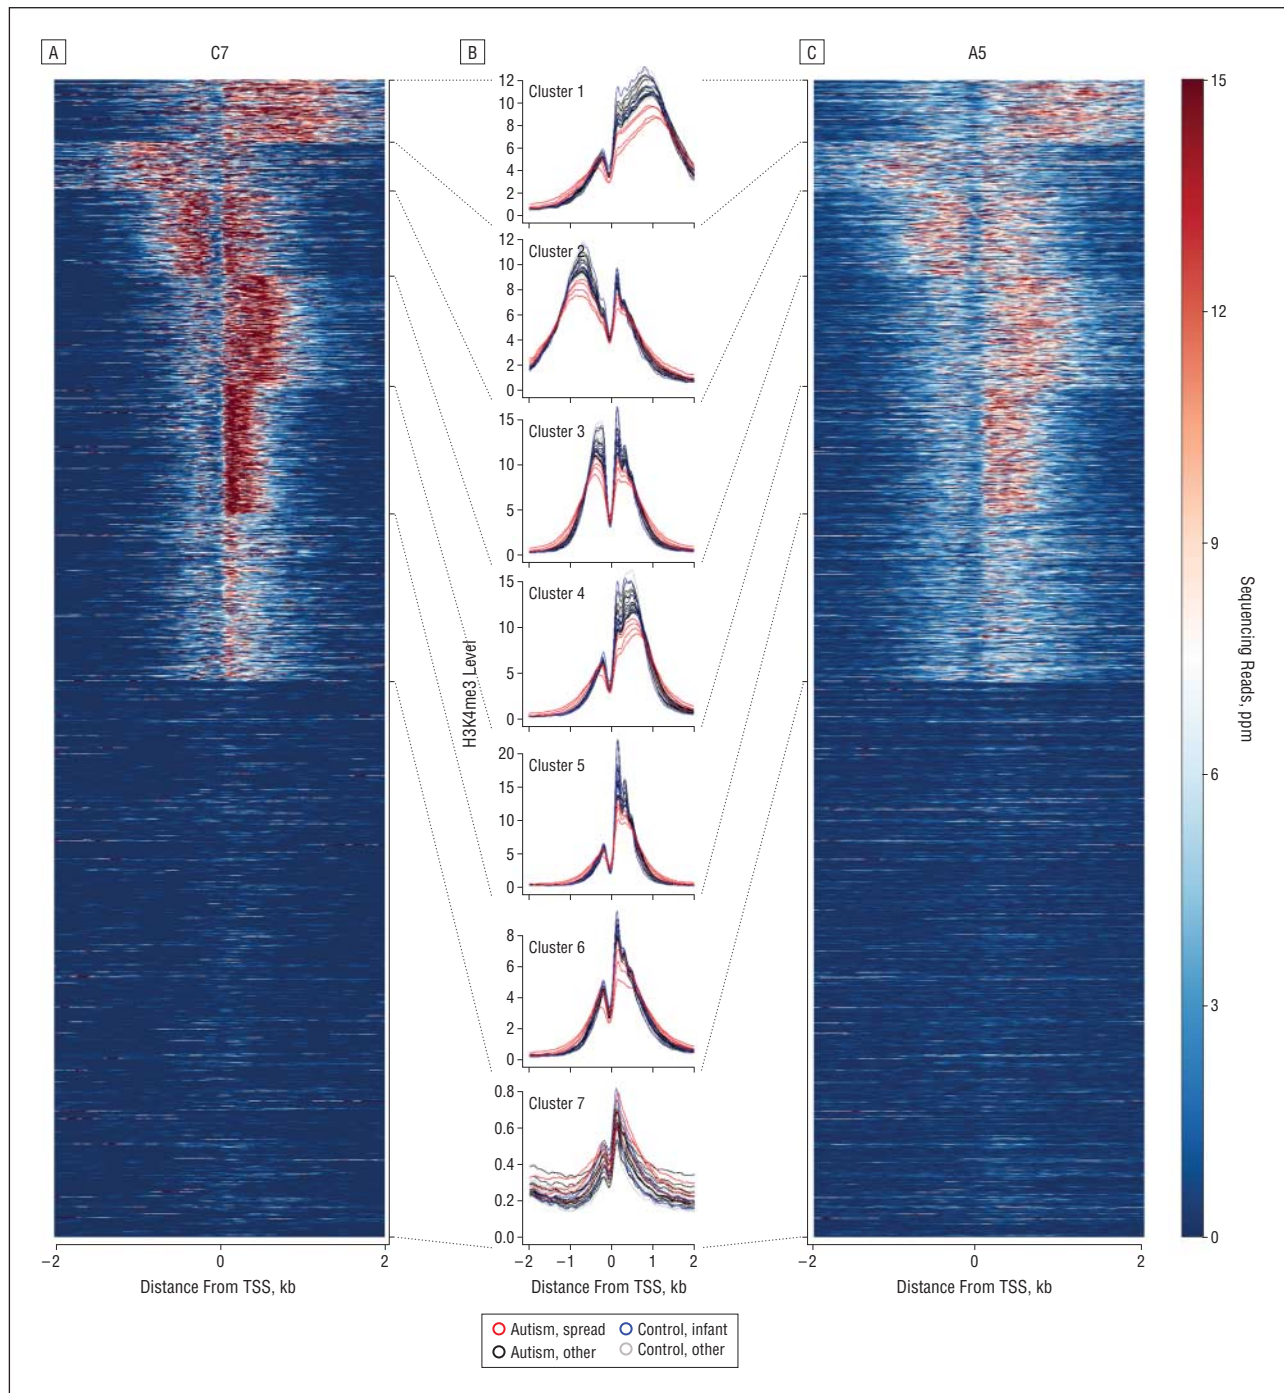 A
C7
B
C
A5
Cluster 1
12
10
8
6
4
2
0
Cluster 2
12
10
8
6
4
2
0
Cluster 3
15
10
5
0
Cluster 4
15
10
5
0
H3K4me3 Level
Cluster 5
20
15
10
5
0
Cluster 6
8
6
4
2
0
Cluster 7
0.8
0.6
0.4
0.2
0.0
−2 0 2
Distance From TSS, kb
−2 −1 0 1 2
Distance From TSS, kb
−2 0 2
Distance From TSS, kb
15
12
9
6
3
0
Sequencing Reads, ppm
Autism, spread
Control, infant
Autism, other
Control, other